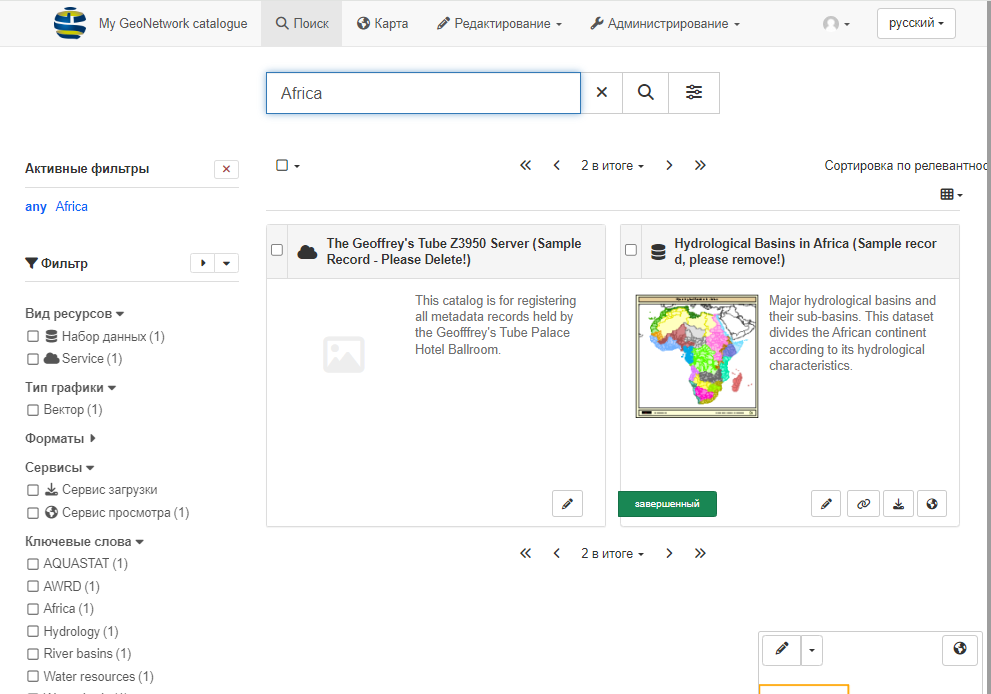 My GeoNetwork catalogue
Поиск
Карта
Редактирование
Администрирование
русский
Africa
Активные фильтры
any Africa
Фильтр
Вид ресурсов
Набор данных (1)
Service (1)
Тип графики
Вектор (1)
Форматы
Сервисы
Сервис загрузки
Сервис просмотра (1)
Ключевые слова
AQUASTAT (1)
AWRD (1)
Africa (1)
Hydrology (1)
River basins (1)
Water resources (1)
2 в итоге
Сортировка по релевантнос
The Geoffrey's Tube Z3950 Server (Sample
Record - Please Delete!)
This catalog is for registering
all metadata records held by
the Geofffrey's Tube Palace
Hotel Ballroom.
Hydrological Basins in Africa (Sample recor
d, please remove!)
Major hydrological basins and
their sub-basins. This dataset
divides the African continent
according to its hydrological
characteristics.
завершенный
2 в итоге